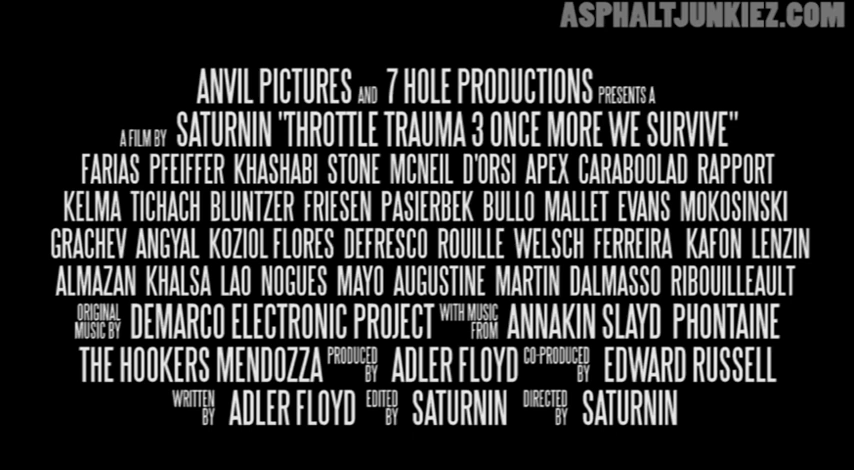 ASPHALTJUNKIEZ.COM
ANVIL PICTURES AND 7 HOLE PRODUCTIONS PRESENTS A
A FILM BY SATURNIN "THROTTLE TRAUMA 3 ONCE MORE WE SURVIVE"
FARIAS PFEIFFER KHASHABI STONE MCNEIL D'ORSI APEX CARABOOLAD RAPPORT
KELMA TICHACH BLUNTZER FRIESEN PASIERBEK BULLO MALLET EVANS MOKOSINSKI
GRACHEV ANGYAL KOZIOL FLORES DEFRESCO ROUILLE WELSCH FERREIRA KAFON LENZIN
ALMAZAN KHALSA LAO NOGUES MAYO AUGUSTINE MARTIN DALMASSO RIBOUILLEAULT
ORIGINAL MUSIC BY DEMARCO ELECTRONIC PROJECT WITH MUSIC FROM ANNAKIN SLAYD PHONTAINE
THE HOOKERS MENDOZZA PRODUCED BY ADLER FLOYD CO-PRODUCED BY EDWARD RUSSELL
WRITTEN BY ADLER FLOYD EDITED BY SATURNIN DIRECTED BY SATURNIN